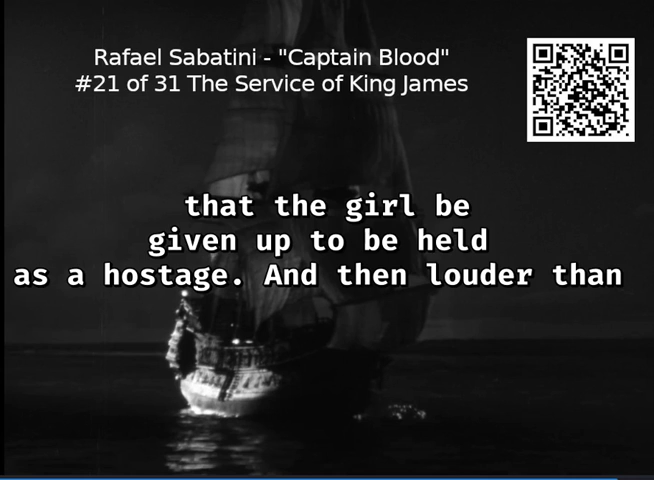 Rafael Sabatini - "Captain Blood"
#21 of 31 The Service of King James
that the girl be
given up to be held
as a hostage. And then louder than